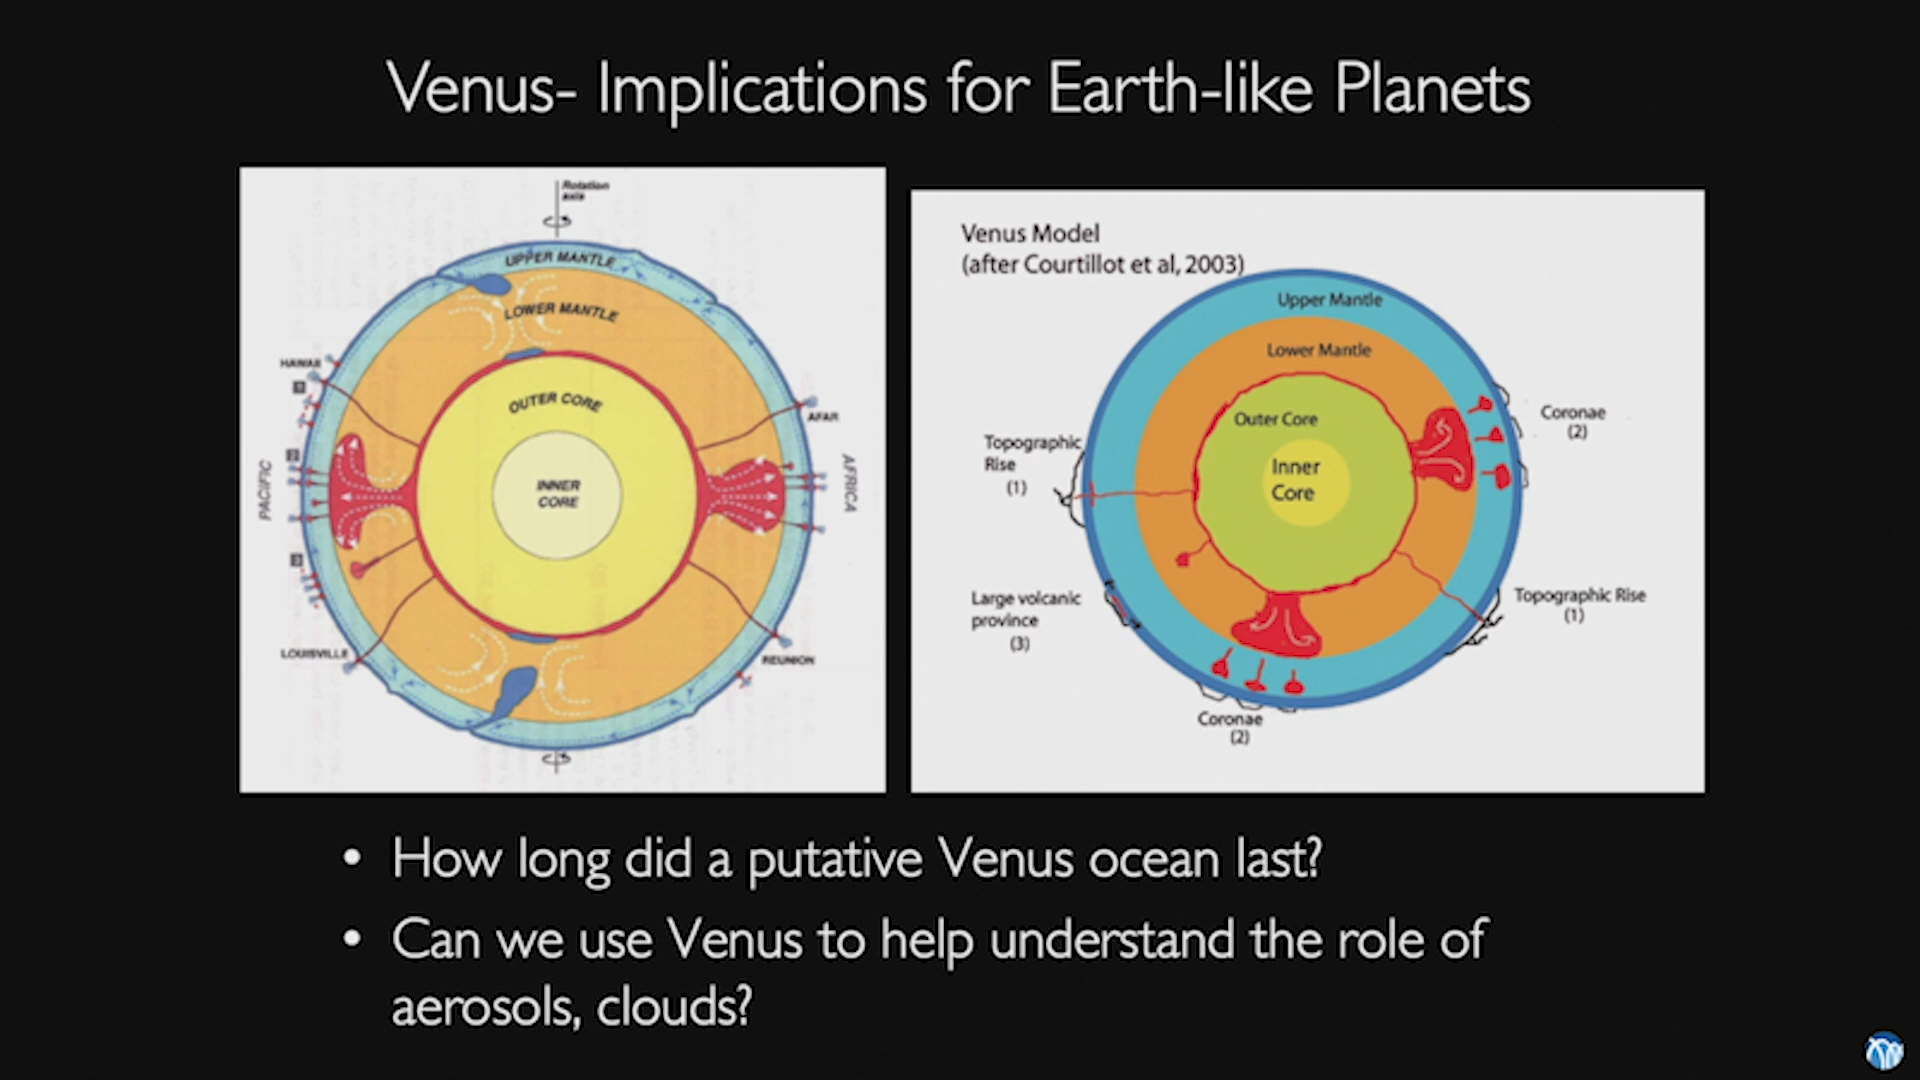 Venus- Implications for Earth-like Planets
Rotation
axis
UPPER MANTLE
LOWER MANTLE
OUTER CORE
INNER
CORE
HAWAII
1
2
PACIFIC
3
LOUISVILLE
AFAR
AFRICA
REUNION
Venus Model
(after Courtillot et al, 2003)
Upper Mantle
Lower Mantle
Outer Core
Inner
Core
Topographic
Rise
(1)
Coronae
(2)
Large volcanic
province
(3)
Topographic Rise
(1)
Coronae
(2)
• How long did a putative Venus ocean last?
• Can we use Venus to help understand the role of
aerosols, clouds?